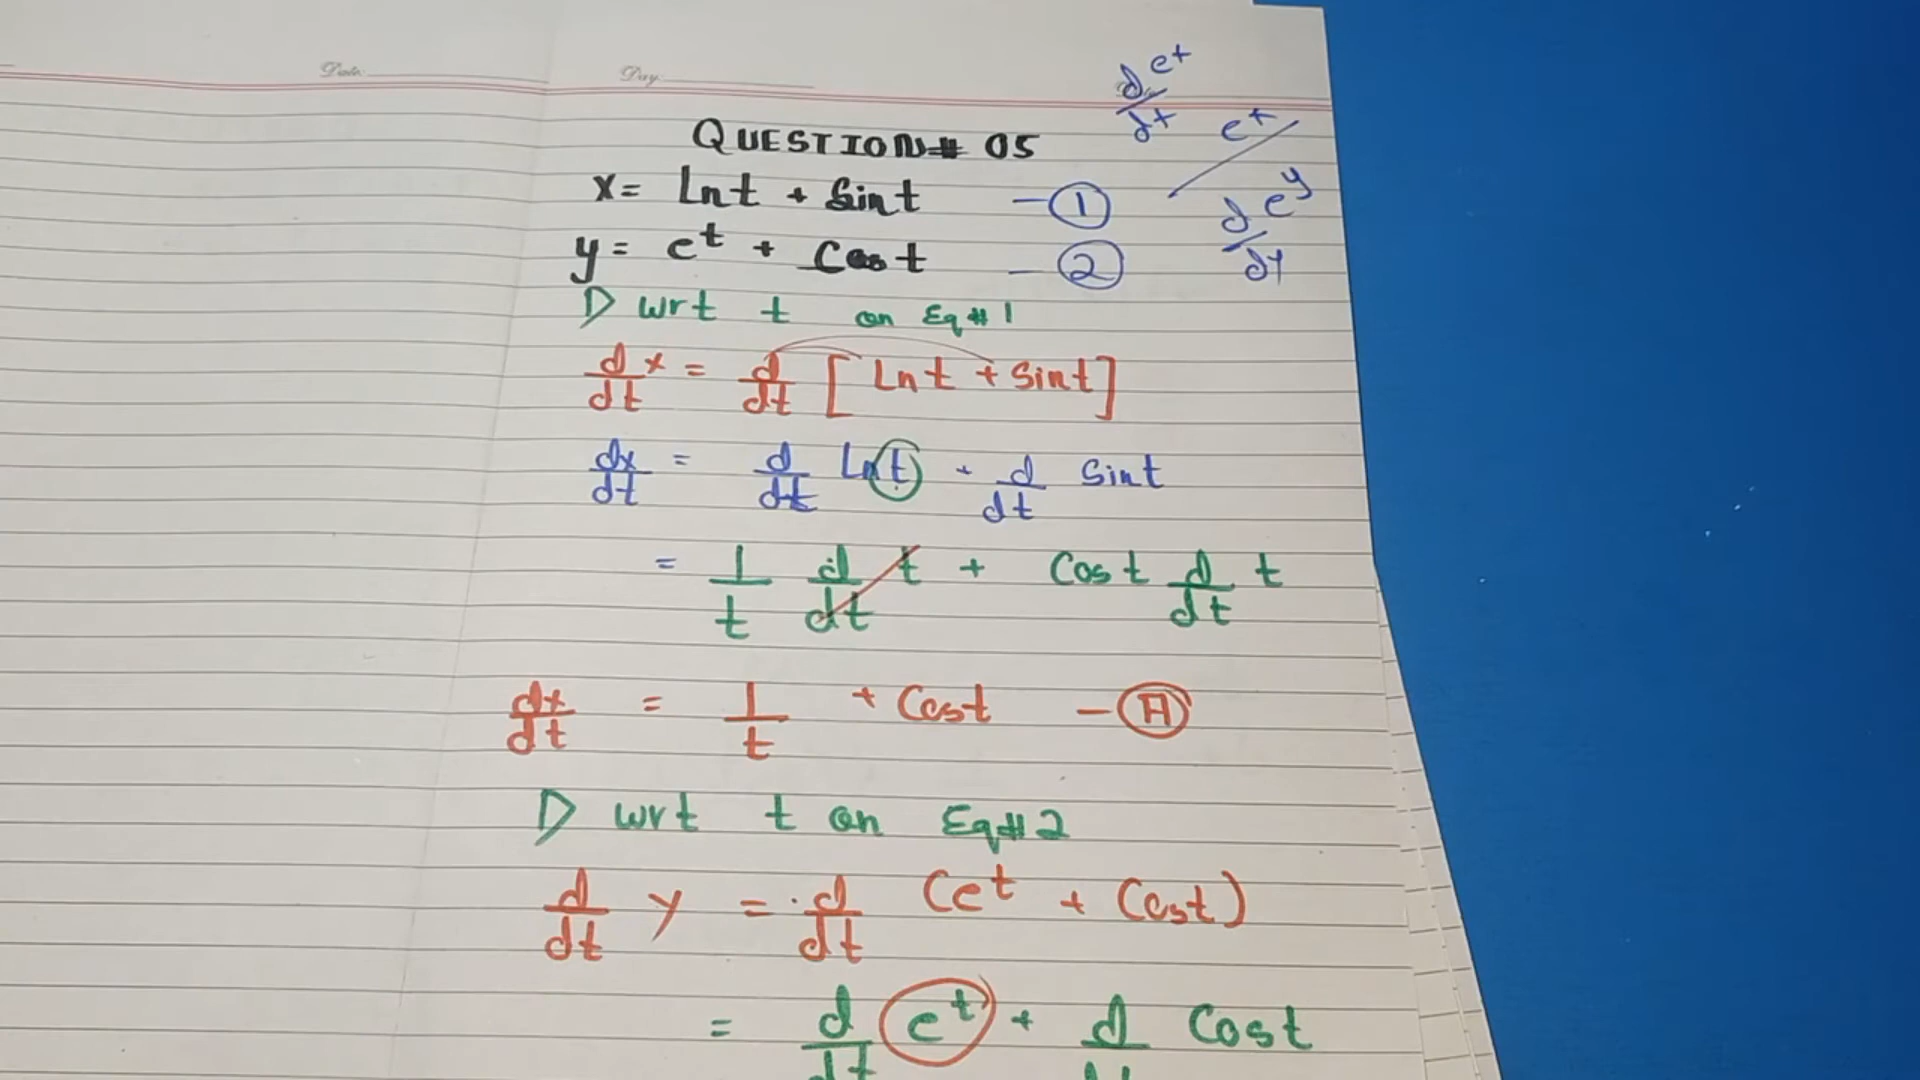 Date.
Day.
d/dt e^t
e^t
d/dy e^y
QUESTION# 05
x = Lnt + Sint - ①
y = e^t + Cost - ②
D wrt t on Eq#1
d/dt x = d/dt [Lnt + Sint]
dx/dt = d/dt Lnt + d/dt Sint
= 1/t d/dt t + Cost d/dt t
dx/dt = 1/t + Cost - Ⓐ
D wrt t on Eq#2
d/dt y = d/dt (e^t + Cost)
= d/dt e^t + d/dt Cost